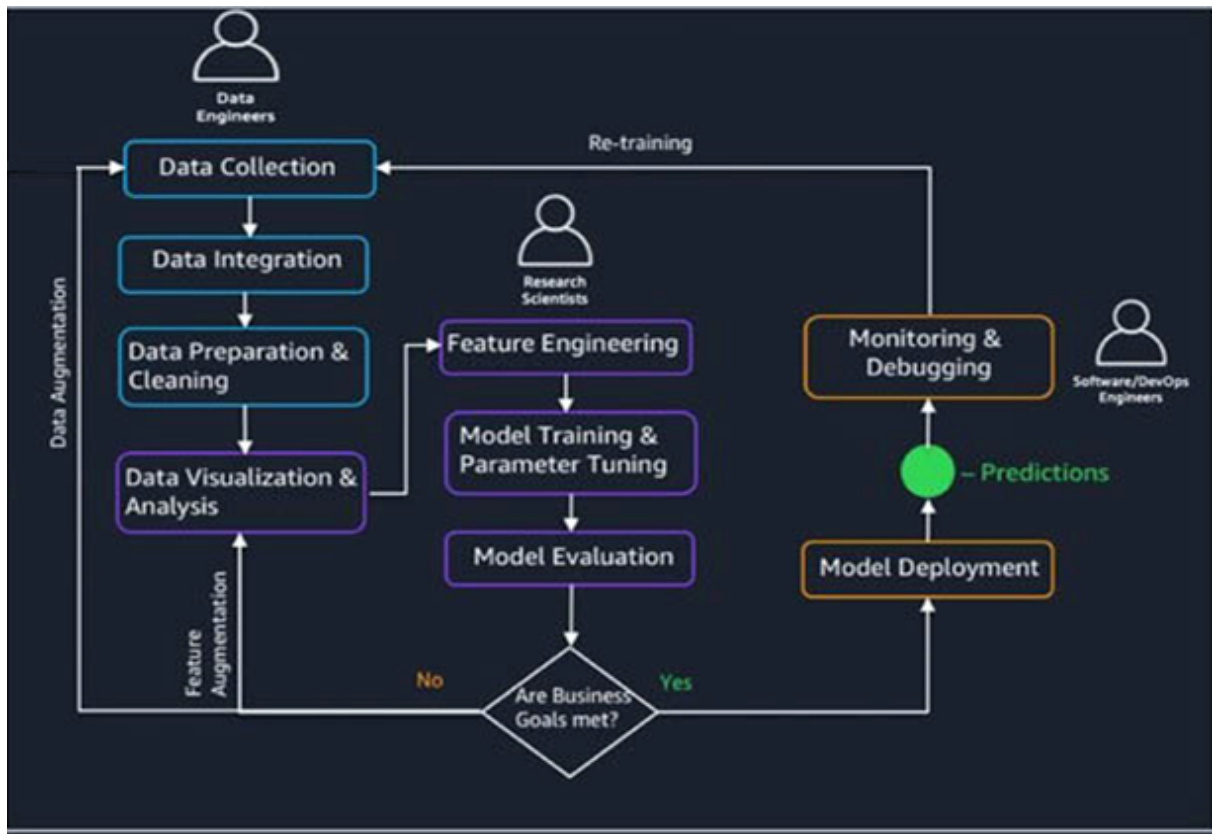 Data
Engineers
Data Collection
Re-training
Data Integration
Research
Scientists
Data Augmentation
Data Preparation &
Cleaning
Feature Engineering
Monitoring &
Debugging
Software/DevOps
Engineers
Data Visualization &
Analysis
Model Training &
Parameter Tuning
– Predictions
Model Evaluation
Model Deployment
Feature
Augmentation
No
Are Business
Goals met?
Yes